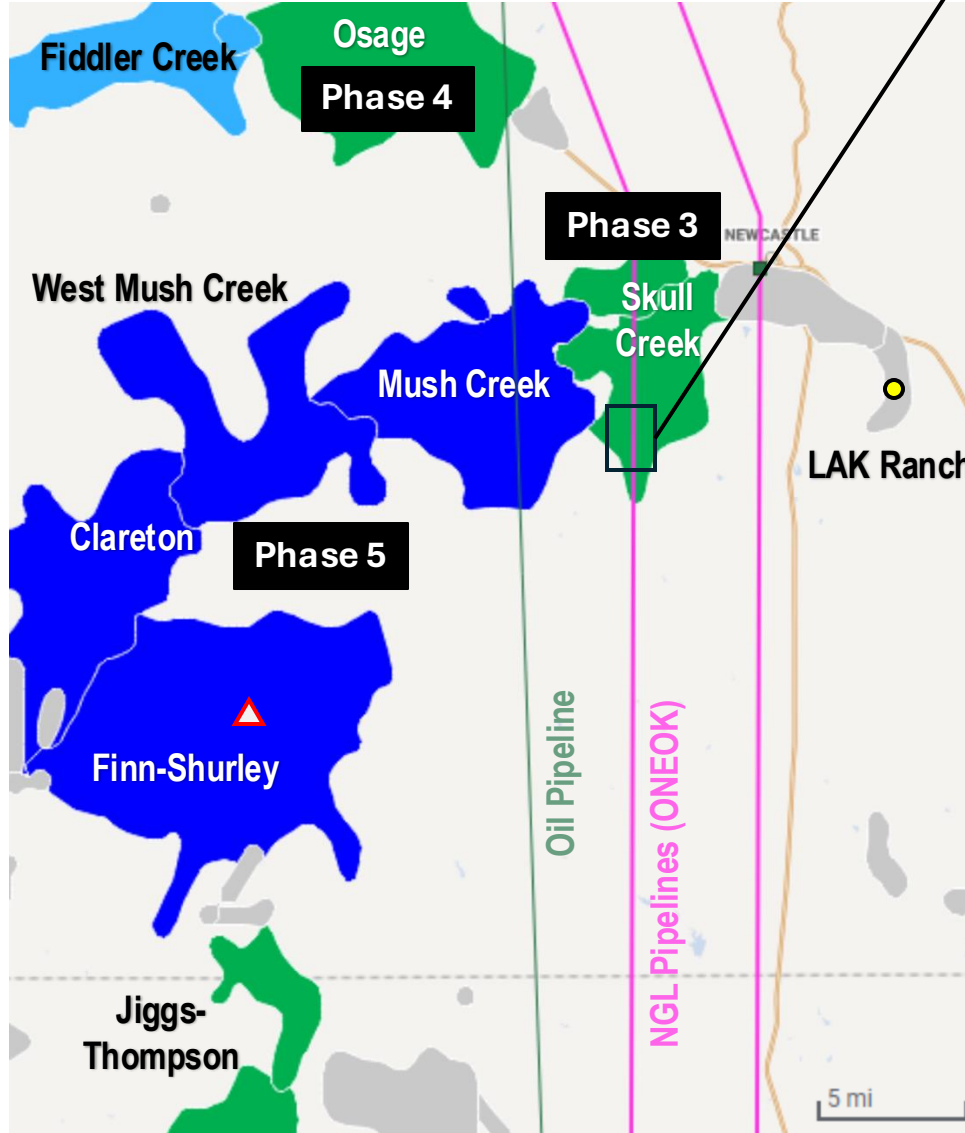 Osage
Fiddler Creek
Phase 4
Phase 3
NEWCASTLE
West Mush Creek
Skull
Creek
Mush Creek
LAK Ranch
Clareton
Phase 5
Finn-Shurley
Oil Pipeline
NGL Pipelines (ONEOK)
Jiggs-
Thompson
5 mi